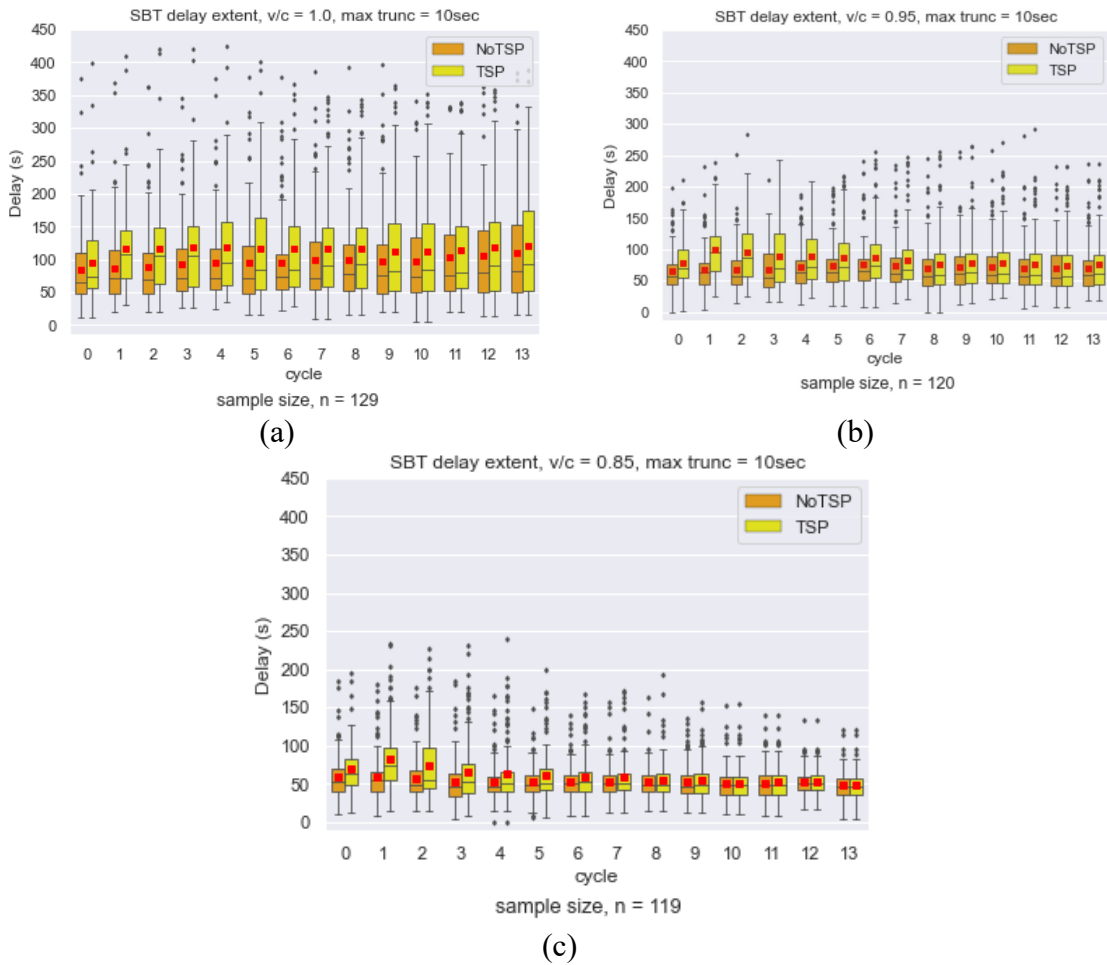 SBT delay extent, v/c = 1.0, max trunc = 10sec
450
400
350
300
250
200
150
100
50
0
Delay (s)
NoTSP
TSP
0 1 2 3 4 5 6 7 8 9 10 11 12 13
cycle
sample size, n = 129
(a)
SBT delay extent, v/c = 0.95, max trunc = 10sec
450
400
350
300
250
200
150
100
50
0
Delay (s)
NoTSP
TSP
0 1 2 3 4 5 6 7 8 9 10 11 12 13
cycle
sample size, n = 120
(b)
SBT delay extent, v/c = 0.85, max trunc = 10sec
450
400
350
300
250
200
150
100
50
0
Delay (s)
NoTSP
TSP
0 1 2 3 4 5 6 7 8 9 10 11 12 13
cycle
sample size, n = 119
(c)